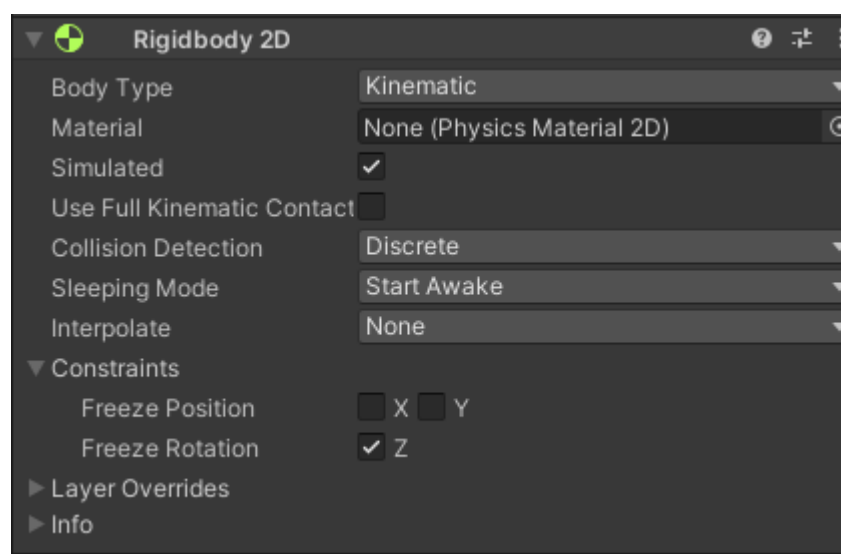 Rigidbody 2D
Body Type Kinematic
Material None (Physics Material 2D)
Simulated
Use Full Kinematic Contact
Collision Detection Discrete
Sleeping Mode Start Awake
Interpolate None
Constraints
Freeze Position X Y
Freeze Rotation Z
Layer Overrides
Info